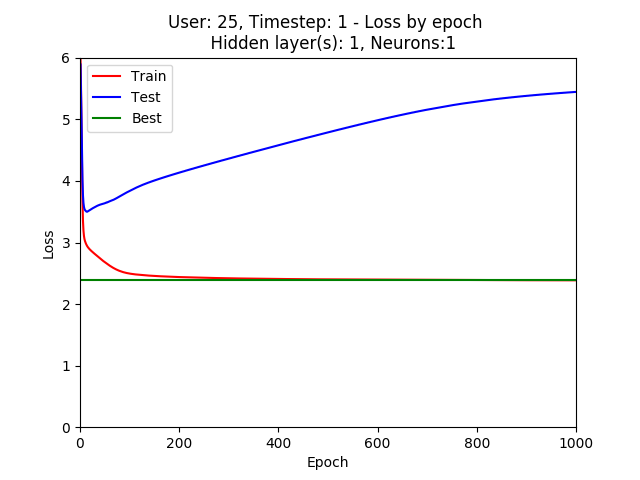 User: 25, Timestep: 1 - Loss by epoch
Hidden layer(s): 1, Neurons:1
Train
Test
Best
6
5
4
3
2
1
0
Loss
0
200
400
600
800
1000
Epoch